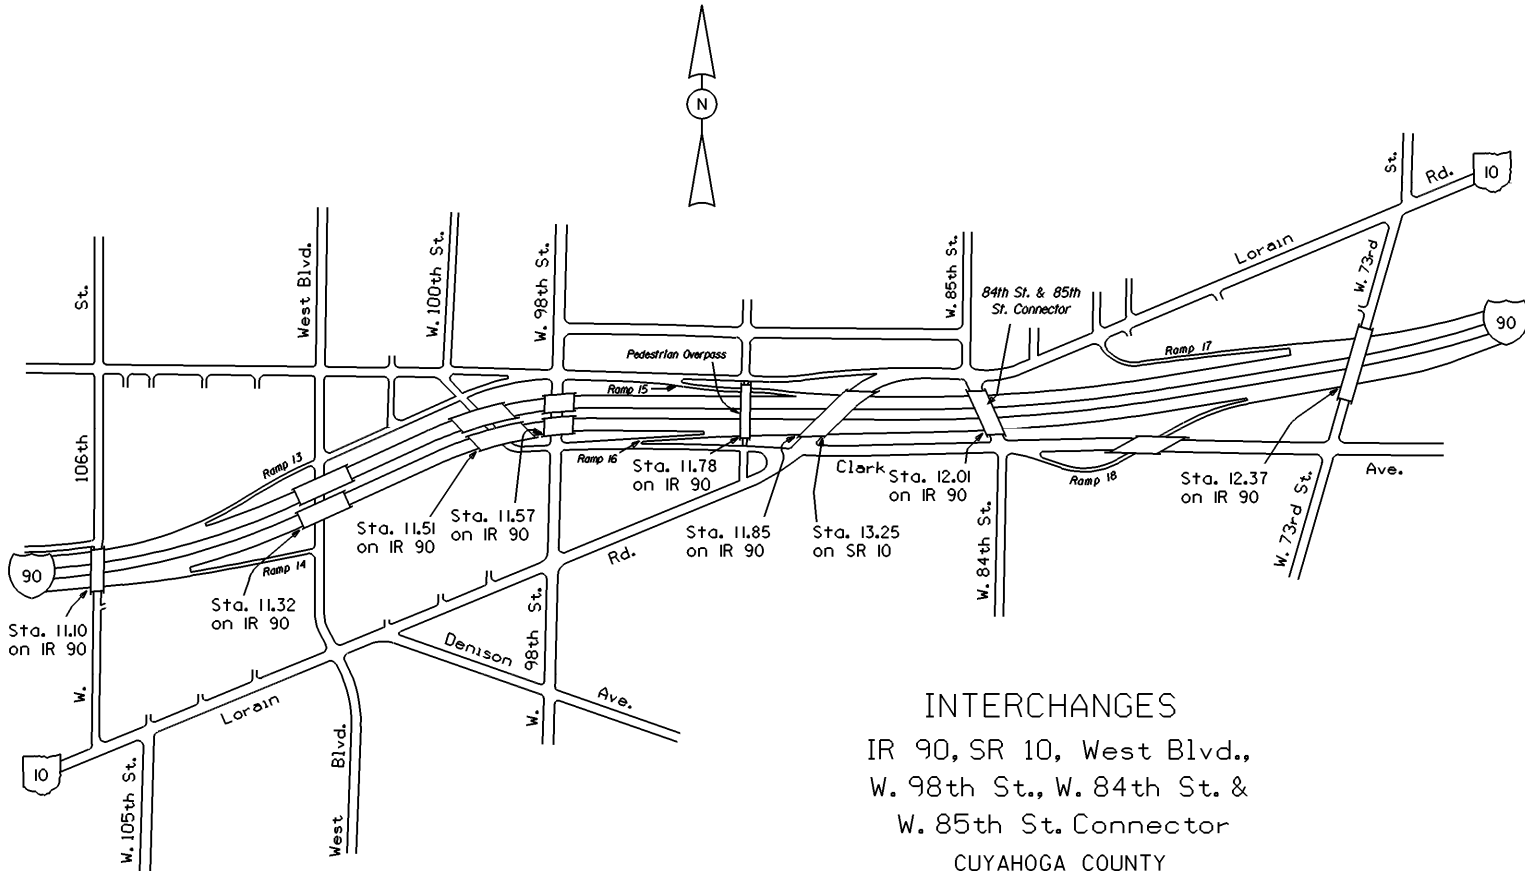 N
St.
Rd.
10
West Blvd.
W. 100th St.
W. 98th St.
W. 85th St.
84th St. & 85th
St. Connector
Lorain
W. 73rd
St.
90
Pedestrian Overpass
Ramp 17
Ramp 15
106th
Ramp 13
Ramp 16
Sta. 11.78
on IR 90
Clark
Sta. 12.01
on IR 90
Ramp 18
Sta. 12.37
on IR 90
Ave.
Sta. 11.51
on IR 90
Sta. 11.57
on IR 90
Sta. 11.85
on IR 90
Sta. 13.25
on SR 10
W. 84th St.
W. 73rd St.
Rd.
90
Ramp 14
Sta. 11.32
on IR 90
Sta. 11.10
on IR 90
W.
Denison
Ave.
St.
98th
W.
Lorain
10
W. 105th St.
Blvd.
West
INTERCHANGES
IR 90, SR 10, West Blvd.,
W. 98th St., W. 84th St. &
W. 85th St. Connector
CUYAHOGA COUNTY